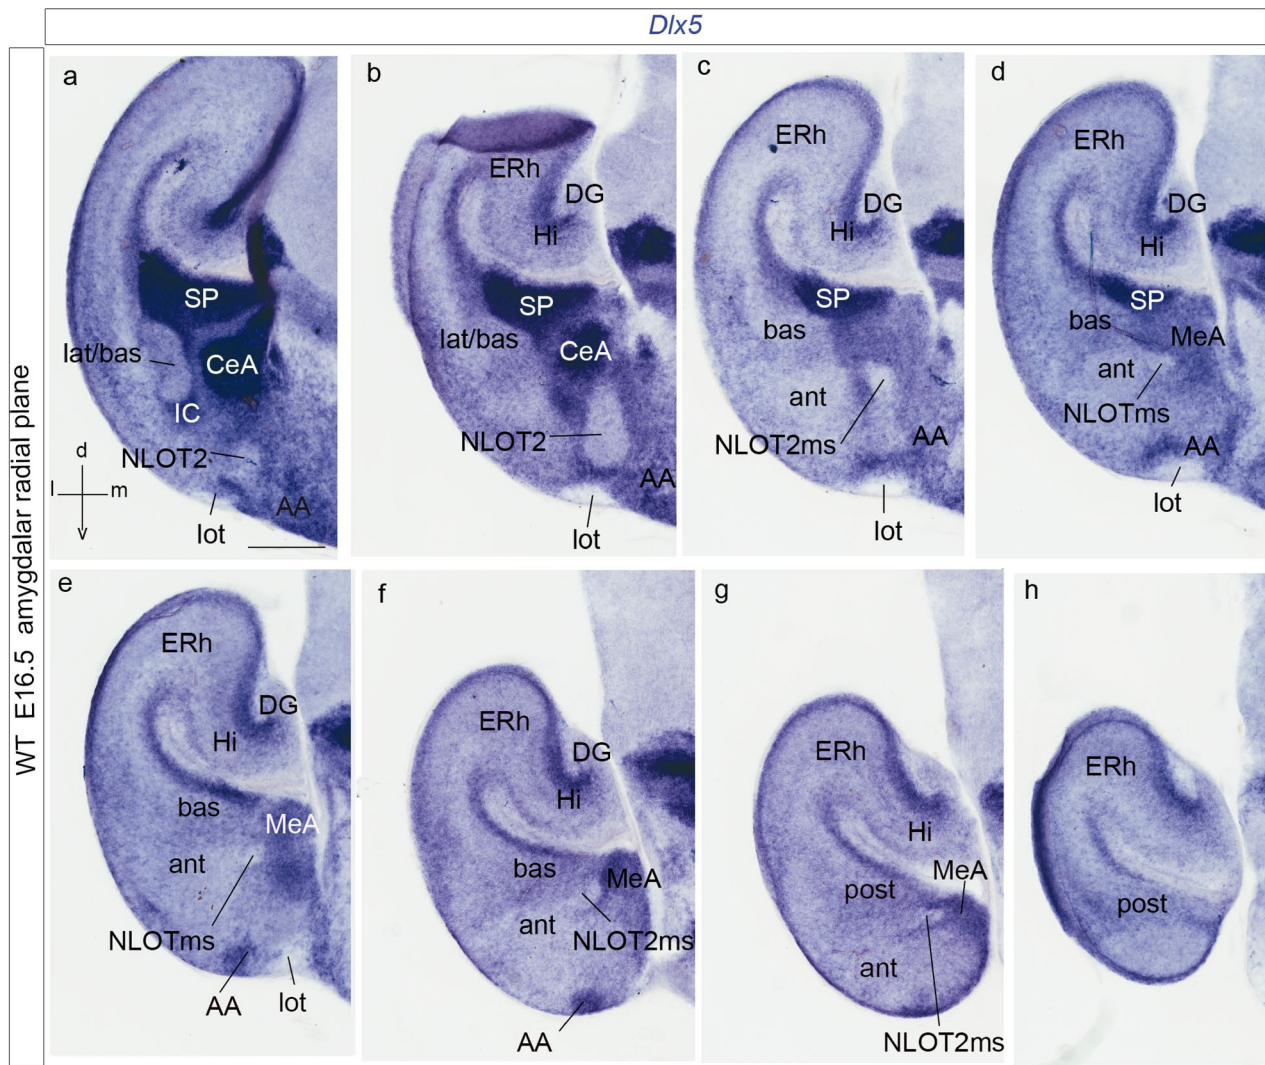 Dlx5
WT E16.5 amygdalar radial plane
a
SP
lat/bas
CeA
IC
NLOT2
d
l
m
v
lot
AA
b
ERh
DG
Hi
SP
lat/bas
CeA
NLOT2
AA
lot
c
ERh
DG
Hi
SP
bas
ant
NLOT2ms
AA
lot
d
ERh
DG
Hi
SP
bas
MeA
ant
NLOTms
AA
lot
e
ERh
DG
Hi
bas
MeA
ant
NLOTms
AA
lot
f
ERh
DG
Hi
bas
MeA
ant
NLOT2ms
AA
g
ERh
Hi
MeA
post
ant
NLOT2ms
h
ERh
post